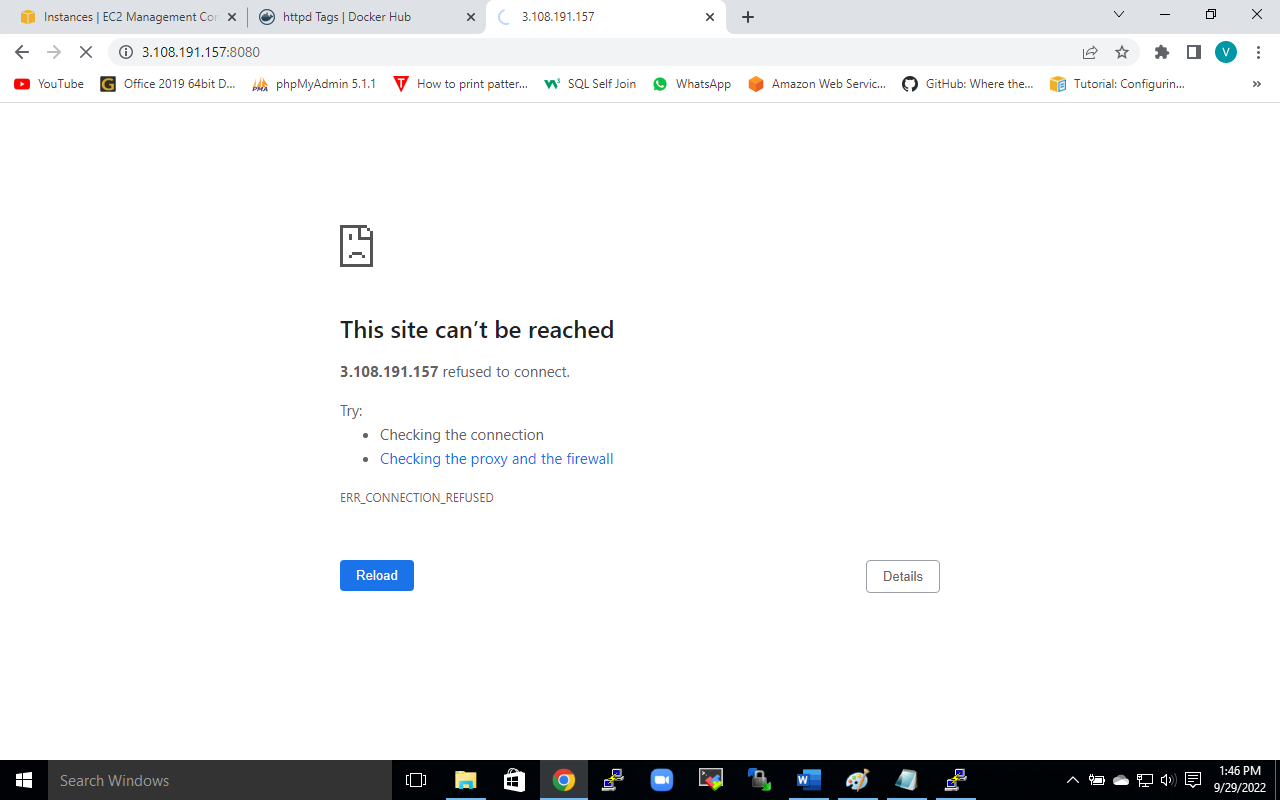 Instances | EC2 Management Con
httpd Tags | Docker Hub
3.108.191.157
3.108.191.157:8080
V
YouTube
Office 2019 64bit D...
PMA
phpMyAdmin 5.1.1
How to print patter...
SQL Self Join
WhatsApp
Amazon Web Servic...
GitHub: Where the...
Tutorial: Configurin...
This site can’t be reached
3.108.191.157 refused to connect.
Try:
Checking the connection
Checking the proxy and the firewall
ERR_CONNECTION_REFUSED
Reload
Details
Search Windows
1:46 PM
9/29/2022